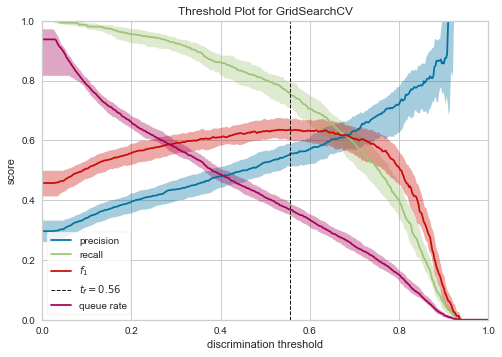 Threshold Plot for GridSearchCV
1.0
0.8
0.6
0.4
0.2
0.0
score
precision
recall
f1
tr = 0.56
queue rate
0.0 0.2 0.4 0.6 0.8 1.0
discrimination threshold